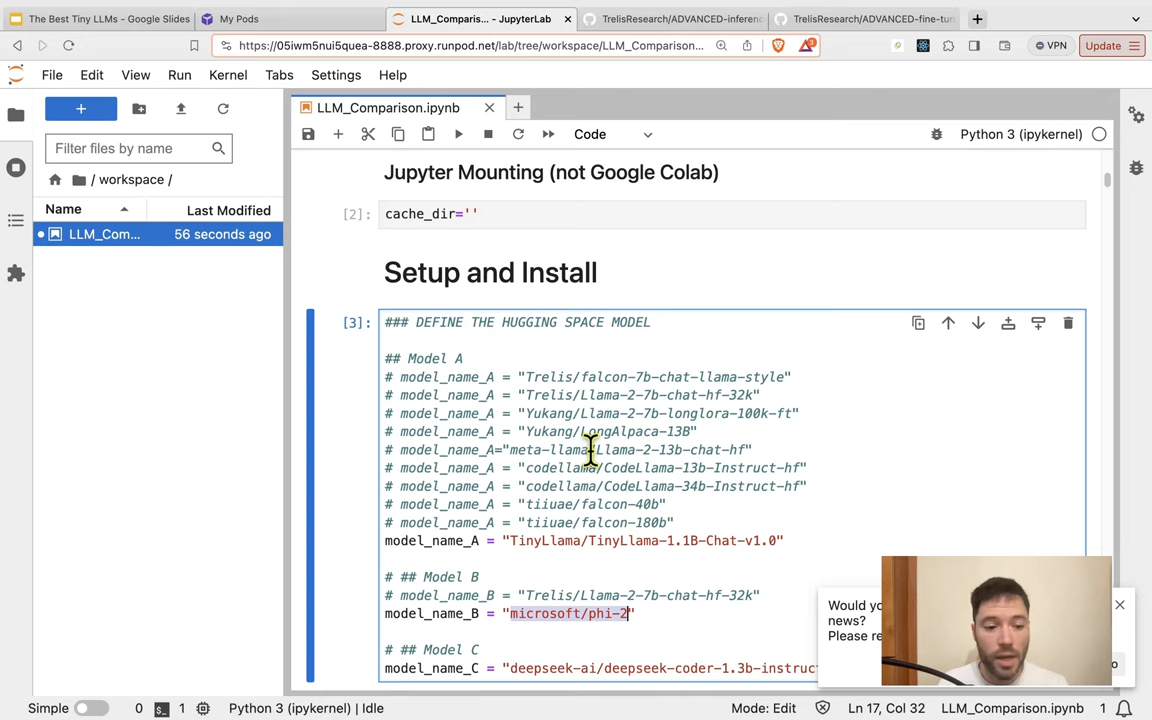 The Best Tiny LLMs - Google Slides
My Pods
LLM_Comparis... - JupyterLab
TrelisResearch/ADVANCED-inferenc
TrelisResearch/ADVANCED-fine-tun
https://05iwm5nui5quea-8888.proxy.runpod.net/lab/tree/workspace/LLM_Comparison....
VPN
Update
File Edit View Run Kernel Tabs Settings Help
LLM_Comparison.ipynb
Code
Python 3 (ipykernel)
Filter files by name
/ workspace /
Name
Last Modified
LLM_Com...
56 seconds ago
Jupyter Mounting (not Google Colab)
[2]: cache_dir=''
Setup and Install
[3]: ### DEFINE THE HUGGING SPACE MODEL
## Model A
# model_name_A = "Trelis/falcon-7b-chat-llama-style"
# model_name_A = "Trelis/Llama-2-7b-chat-hf-32k"
# model_name_A = "Yukang/Llama-2-7b-longlora-100k-ft"
# model_name_A = "Yukang/LongAlpaca-13B"
# model_name_A="meta-llama/Llama-2-13b-chat-hf"
# model_name_A = "codellama/CodeLlama-13b-Instruct-hf"
# model_name_A = "codellama/CodeLlama-34b-Instruct-hf"
# model_name_A = "tiiuae/falcon-40b"
# model_name_A = "tiiuae/falcon-180b"
model_name_A = "TinyLlama/TinyLlama-1.1B-Chat-v1.0"
# ## Model B
# model_name_B = "Trelis/Llama-2-7b-chat-hf-32k"
model_name_B = "microsoft/phi-2"
# ## Model C
model_name_C = "deepseek-ai/deepseek-coder-1.3b-instruct
Would yo
news?
Please re
o
Simple
0
1
Python 3 (ipykernel) | Idle
Mode: Edit
Ln 17, Col 32
LLM_Comparison.ipynb
1